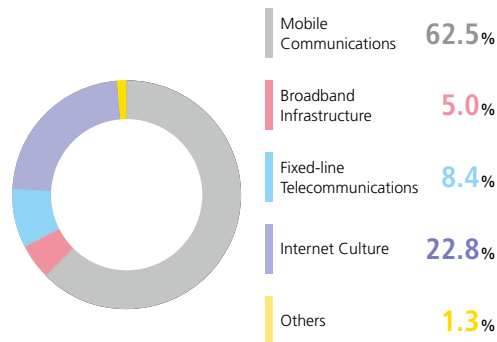 Mobile
Communications 62.5%
Broadband
Infrastructure 5.0%
Fixed-line
Telecommunications 8.4%
Internet Culture 22.8%
Others 1.3%